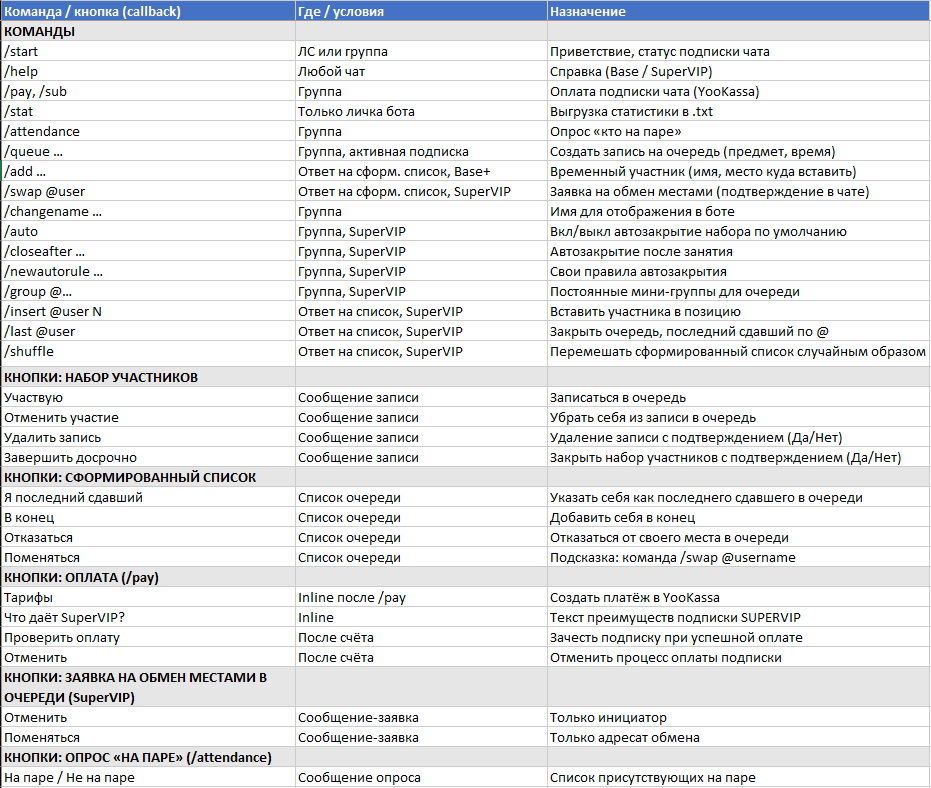 Команда / кнопка (callback) Где / условия Назначение
КОМАНДЫ
/start ЛС или группа Приветствие, статус подписки чата
/help Любой чат Справка (Base / SuperVIP)
/pay, /sub Группа Оплата подписки чата (YooKassa)
/stat Только личка бота Выгрузка статистики в .txt
/attendance Группа Опрос «кто на паре»
/queue ... Группа, активная подписка Создать запись на очередь (предмет, время)
/add ... Ответ на сформ. список, Base+ Временный участник (имя, место куда вставить)
/swap @user Ответ на сформ. список, SuperVIP Заявка на обмен местами (подтверждение в чате)
/changename ... Группа Имя для отображения в боте
/auto Группа, SuperVIP Вкл/выкл автозакрытие набора по умолчанию
/closeafter ... Группа, SuperVIP Автозакрытие после занятия
/newautorule ... Группа, SuperVIP Свои правила автозакрытия
/group @... Группа, SuperVIP Постоянные мини-группы для очереди
/insert @user N Ответ на список, SuperVIP Вставить участника в позицию
/last @user Ответ на список, SuperVIP Закрыть очередь, последний сдавший по @
/shuffle Ответ на список, SuperVIP Перемешать сформированный список случайным образом
КНОПКИ: НАБОР УЧАСТНИКОВ
Участвую Сообщение записи Записаться в очередь
Отменить участие Сообщение записи Убрать себя из записи в очередь
Удалить запись Сообщение записи Удаление записи с подтверждением (Да/Нет)
Завершить досрочно Сообщение записи Закрыть набор участников с подтверждением (Да/Нет)
КНОПКИ: СФОРМИРОВАННЫЙ СПИСОК
Я последний сдавший Список очереди Указать себя как последнего сдавшего в очереди
В конец Список очереди Добавить себя в конец
Отказаться Список очереди Отказаться от своего места в очереди
Поменяться Список очереди Подсказка: команда /swap @username
КНОПКИ: ОПЛАТА (/pay)
Тарифы Inline после /pay Создать платёж в YooKassa
Что даёт SuperVIP? Inline Текст преимуществ подписки SUPERVIP
Проверить оплату После счёта Зачесть подписку при успешной оплате
Отменить После счёта Отменить процесс оплаты подписки
КНОПКИ: ЗАЯВКА НА ОБМЕН МЕСТАМИ В
ОЧЕРЕДИ (SuperVIP)
Отменить Сообщение-заявка Только инициатор
Поменяться Сообщение-заявка Только адресат обмена
КНОПКИ: ОПРОС «НА ПАРЕ» (/attendance)
На паре / Не на паре Сообщение опроса Список присутствующих на паре